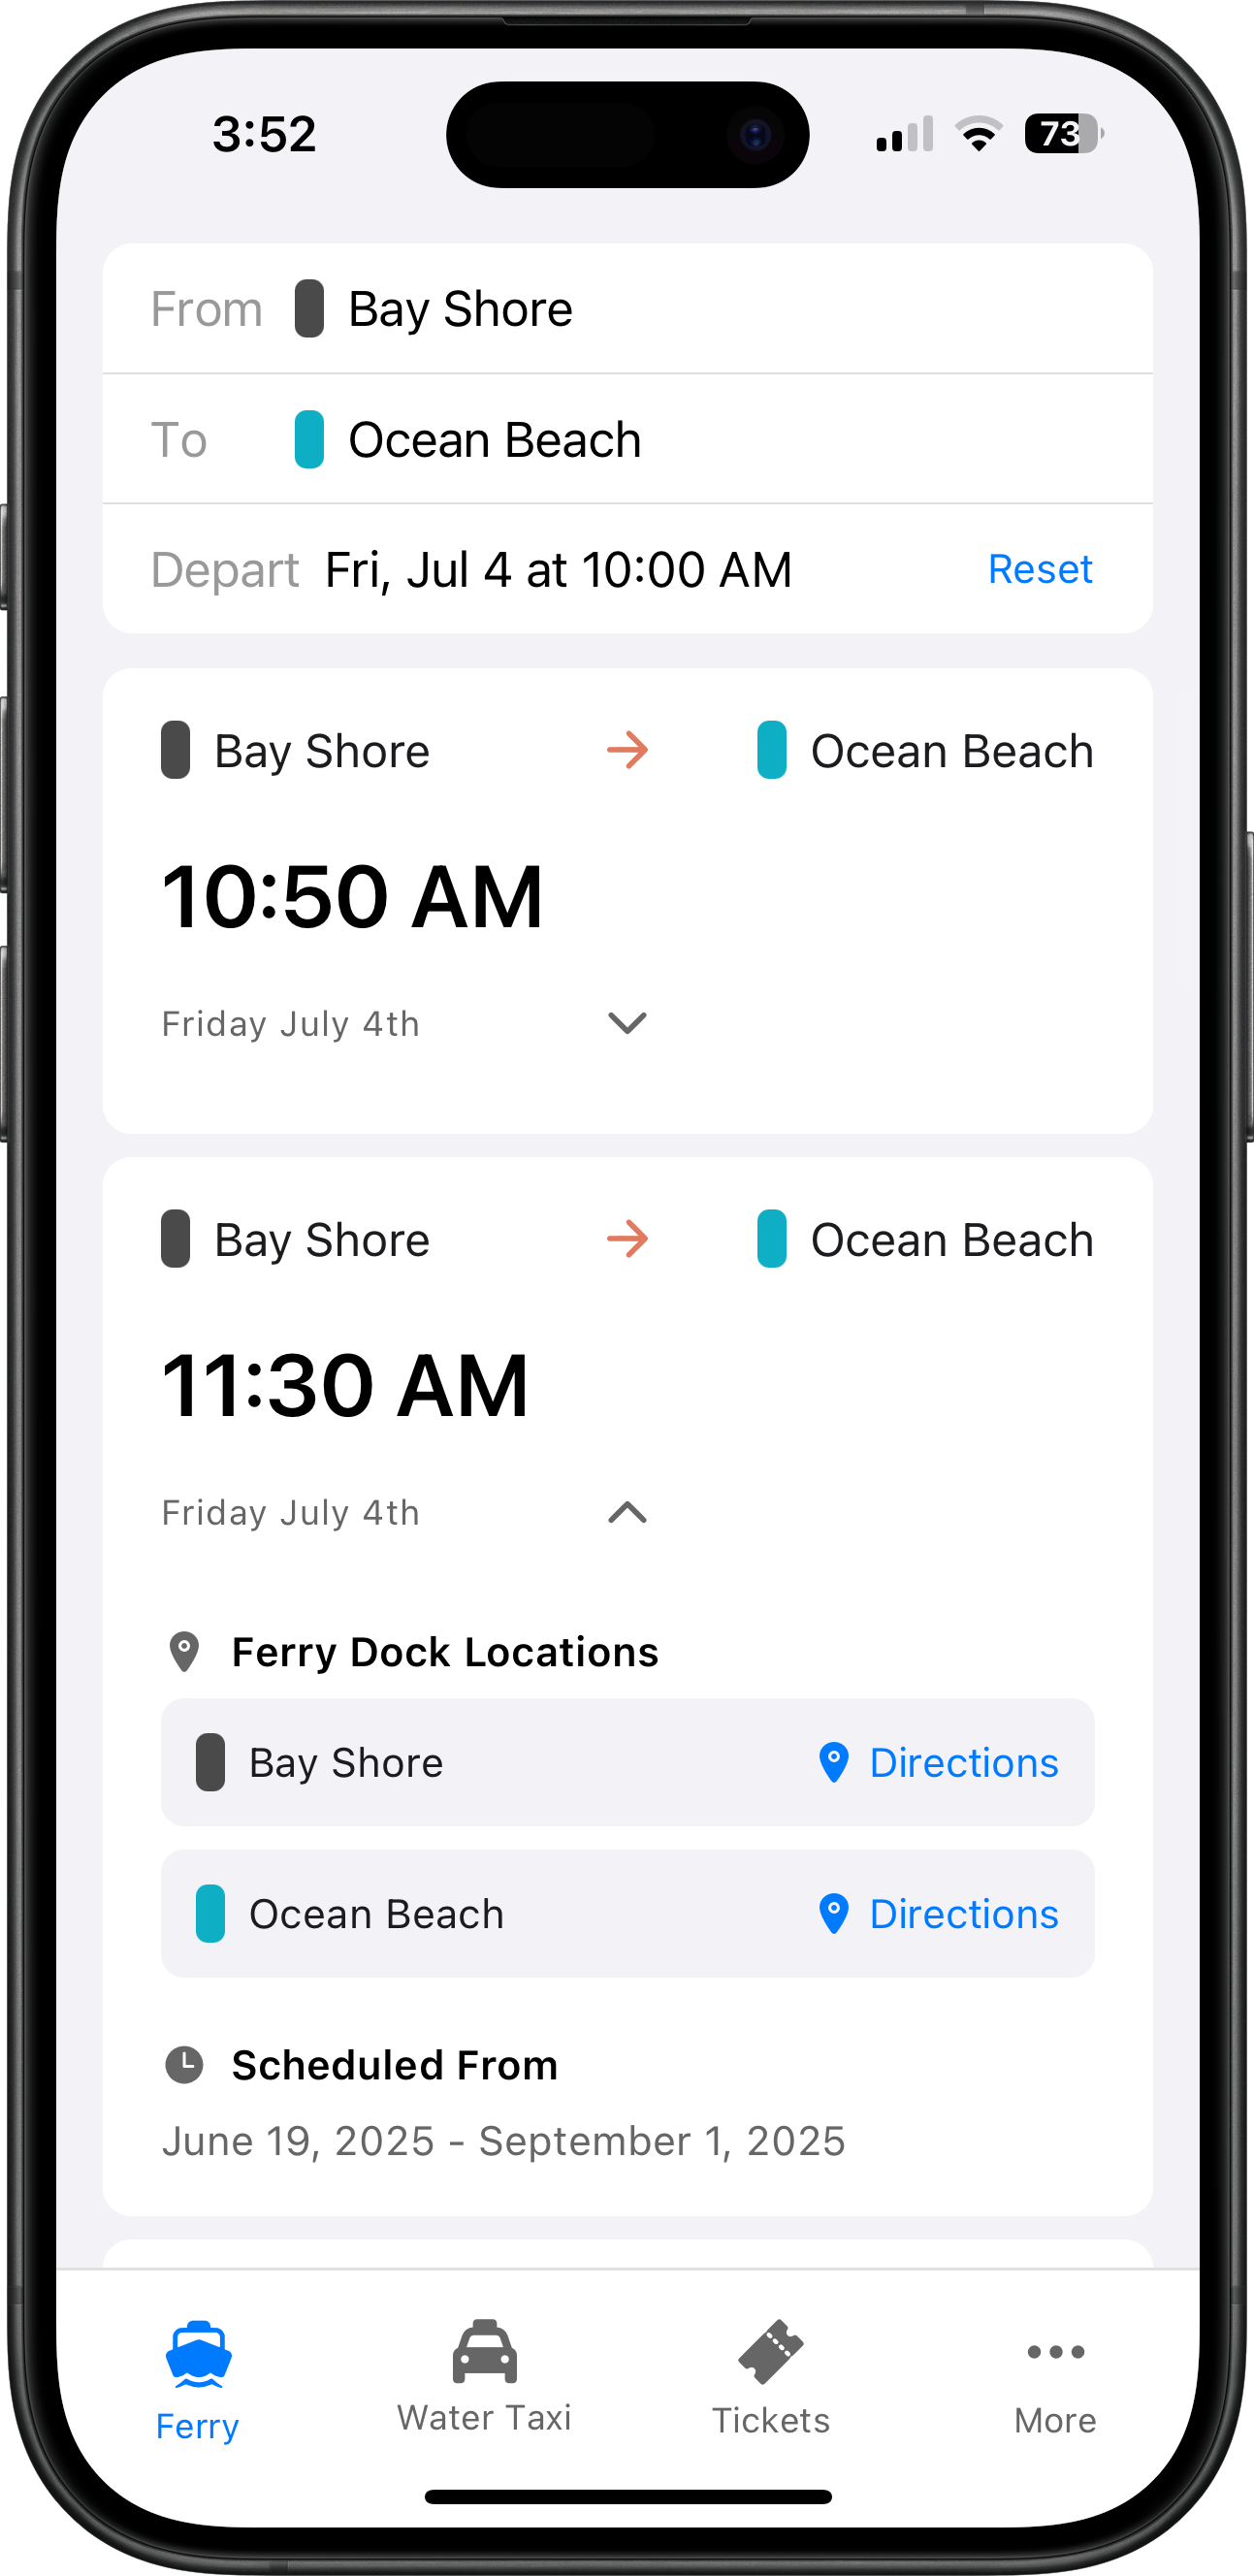 3:52
73
From Bay Shore
To Ocean Beach
Depart Fri, Jul 4 at 10:00 AM Reset
Bay Shore → Ocean Beach
10:50 AM
Friday July 4th
Bay Shore → Ocean Beach
11:30 AM
Friday July 4th
Ferry Dock Locations
Bay Shore Directions
Ocean Beach Directions
Scheduled From
June 19, 2025 - September 1, 2025
Ferry Water Taxi Tickets More